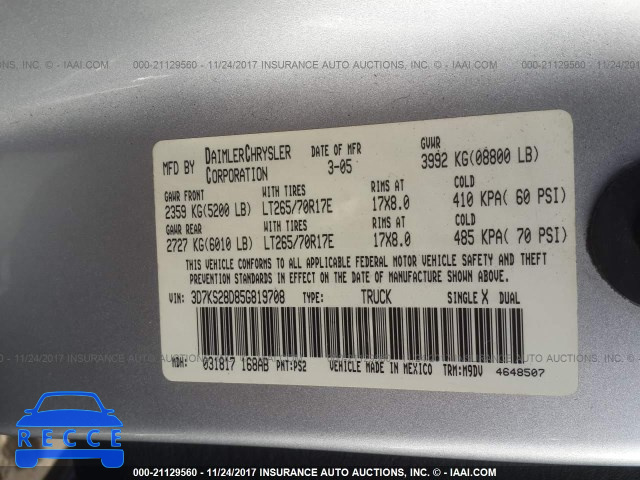 000-21129560 - 11/24/2017 INSURANCE AUTO AUCTIONS, INC. - © IAAI.COM
MFD BY DAIMLERCHRYSLER CORPORATION DATE OF MFR 3-05 GVWR 3992 KG(08800 LB)
GAWR FRONT WITH TIRES RIMS AT COLD
2359 KG(5200 LB) LT265/70R17E 17X8.0 410 KPA( 60 PSI)
GAWR REAR WITH TIRES RIMS AT COLD
2727 KG(6010 LB) LT265/70R17E 17X8.0 485 KPA( 70 PSI)
THIS VEHICLE CONFORMS TO ALL APPLICABLE FEDERAL MOTOR VEHICLE SAFETY AND THEFT
PREVENTION STANDARDS IN EFFECT ON THE DATE OF MANUFACTURE SHOWN ABOVE.
VIN: 3D7KS28D85G819708 TYPE: TRUCK SINGLE X DUAL
MDH: 031817 168AB PNT:PS2 VEHICLE MADE IN MEXICO TRM:M9DV 4648507
RECCE
000-21129560 - 11/24/2017 INSURANCE AUTO AUCTIONS, INC. - © IAAI.COM